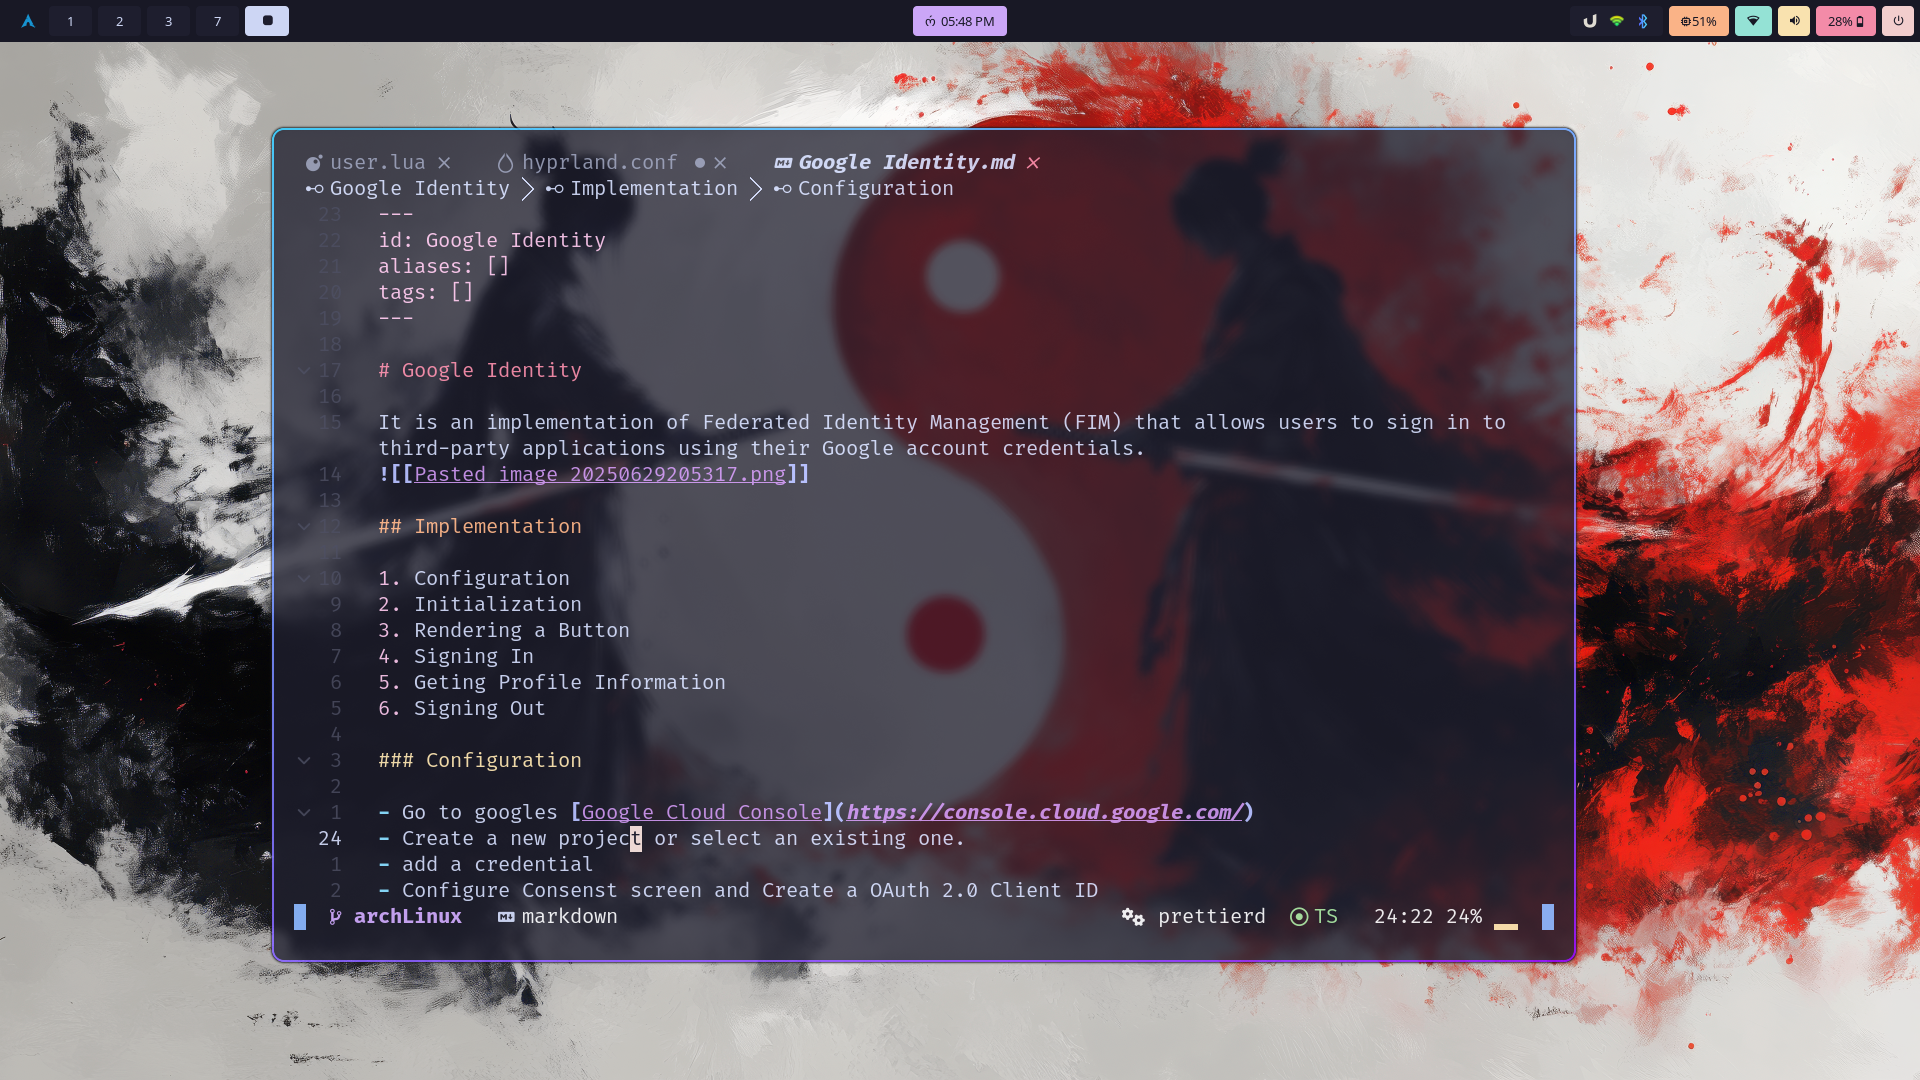 1 2 3 7
05:48 PM
51% 28%
user.lua hyprland.conf Google Identity.md
Google Identity Implementation Configuration
23 ---
22 id: Google Identity
21 aliases: []
20 tags: []
19 ---
18
17 # Google Identity
16
15 It is an implementation of Federated Identity Management (FIM) that allows users to sign in to
third-party applications using their Google account credentials.
14 ![[Pasted image 20250629205317.png]]
13
12 ## Implementation
11
10 1. Configuration
9 2. Initialization
8 3. Rendering a Button
7 4. Signing In
6 5. Geting Profile Information
5 6. Signing Out
4
3 ### Configuration
2
1 - Go to googles [Google Cloud Console](https://console.cloud.google.com/)
24 - Create a new project or select an existing one.
1 - add a credential
2 - Configure Consenst screen and Create a OAuth 2.0 Client ID
archLinux markdown prettierd TS 24:22 24%